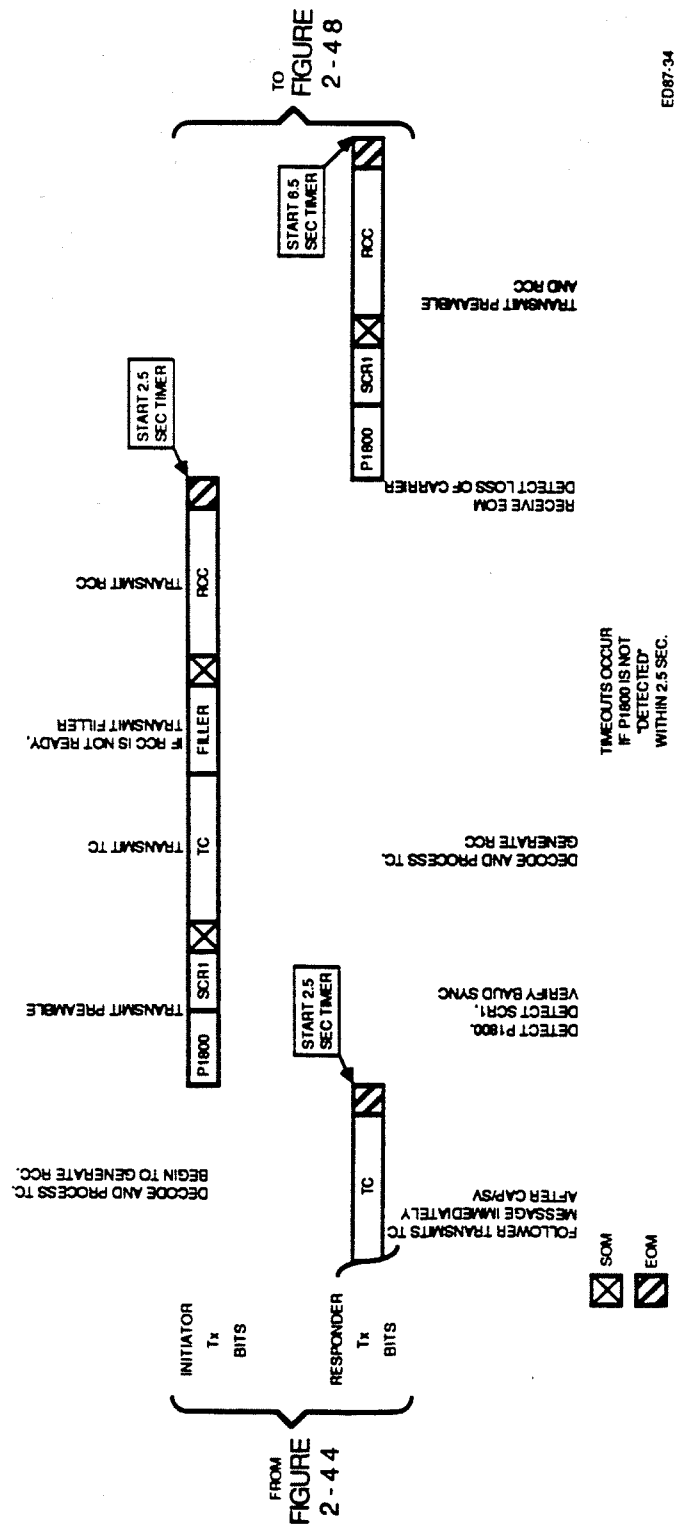 FROM
FIGURE
2 - 4 4
INITIATOR
Tx
BITS
RESPONDER
Tx
BITS
DECODE AND PROCESS TC.
BEGIN TO GENERATE RCC.
TRANSMIT PREAMBLE
TRANSMIT TC
IF RCC IS NOT READY,
TRANSMIT FILLER
TRANSMIT RCC
P1800
SCR1
TC
FILLER
RCC
START 2.5
SEC TIMER
TC
START 2.5
SEC TIMER
P1800
SCR1
RCC
START 6.5
SEC TIMER
FOLLOWER TRANSMITS TC
MESSAGE IMMEDIATELY
AFTER CAP/SV
DETECT P1800.
DETECT SCR1.
VERIFY BAUD SYNC
DECODE AND PROCESS TC.
GENERATE RCC
RECEIVE EOM
DETECT LOSS OF CARRIER
TRANSMIT PREAMBLE
AND RCC
TO
FIGURE
2 - 4 8
SOM
EOM
TIMEOUTS OCCUR
IF P1800 IS NOT
"DETECTED"
WITHIN 2.5 SEC.
ED87-34